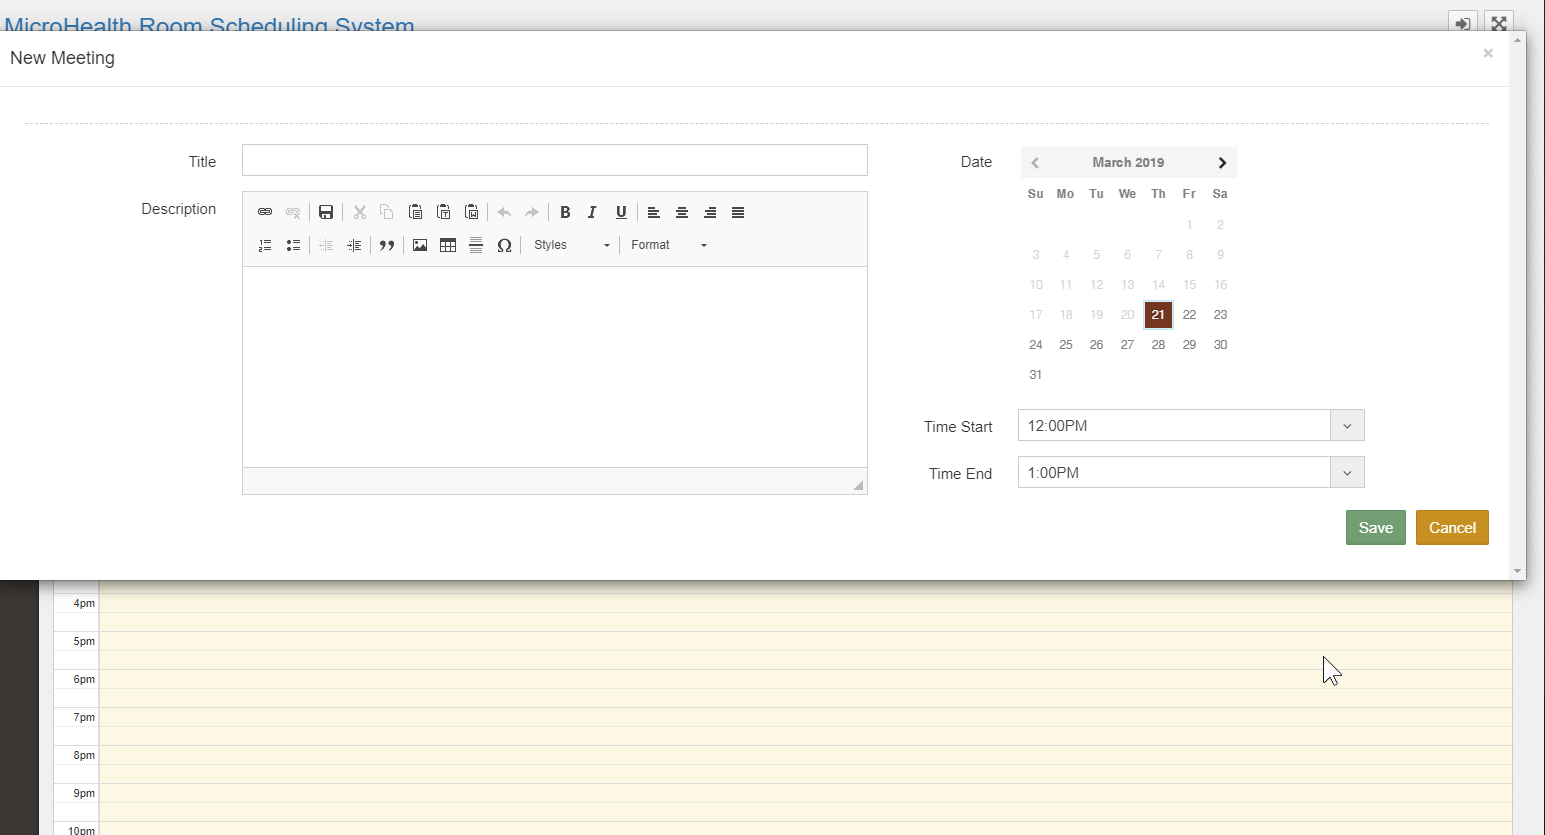 MicroHealth Room Scheduling System
New Meeting
×
Title
Description
B I U
Styles
Format
Date
March 2019
Su Mo Tu We Th Fr Sa
1 2
3 4 5 6 7 8 9
10 11 12 13 14 15 16
17 18 19 20 21 22 23
24 25 26 27 28 29 30
31
Time Start
12:00PM
Time End
1:00PM
Save
Cancel
4pm
5pm
6pm
7pm
8pm
9pm
10pm